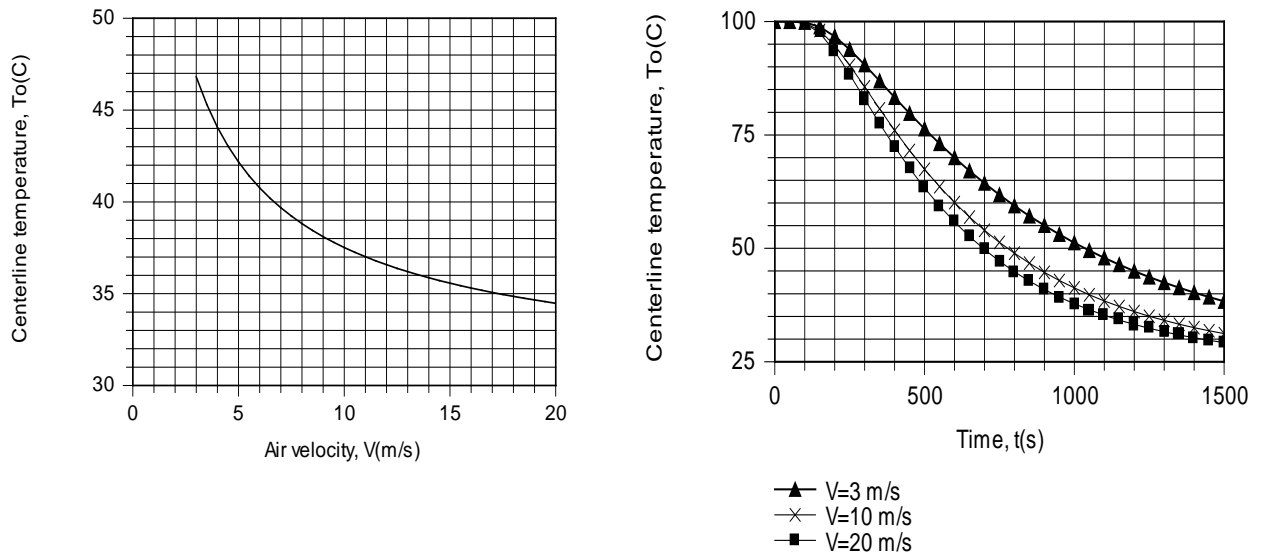 Centerline temperature, To(C)
50
45
40
35
30
0 5 10 15 20
Air velocity, V(m/s)
Centerline temperature, To(C)
100
75
50
25
0 500 1000 1500
Time, t(s)
V=3 m/s
V=10 m/s
V=20 m/s